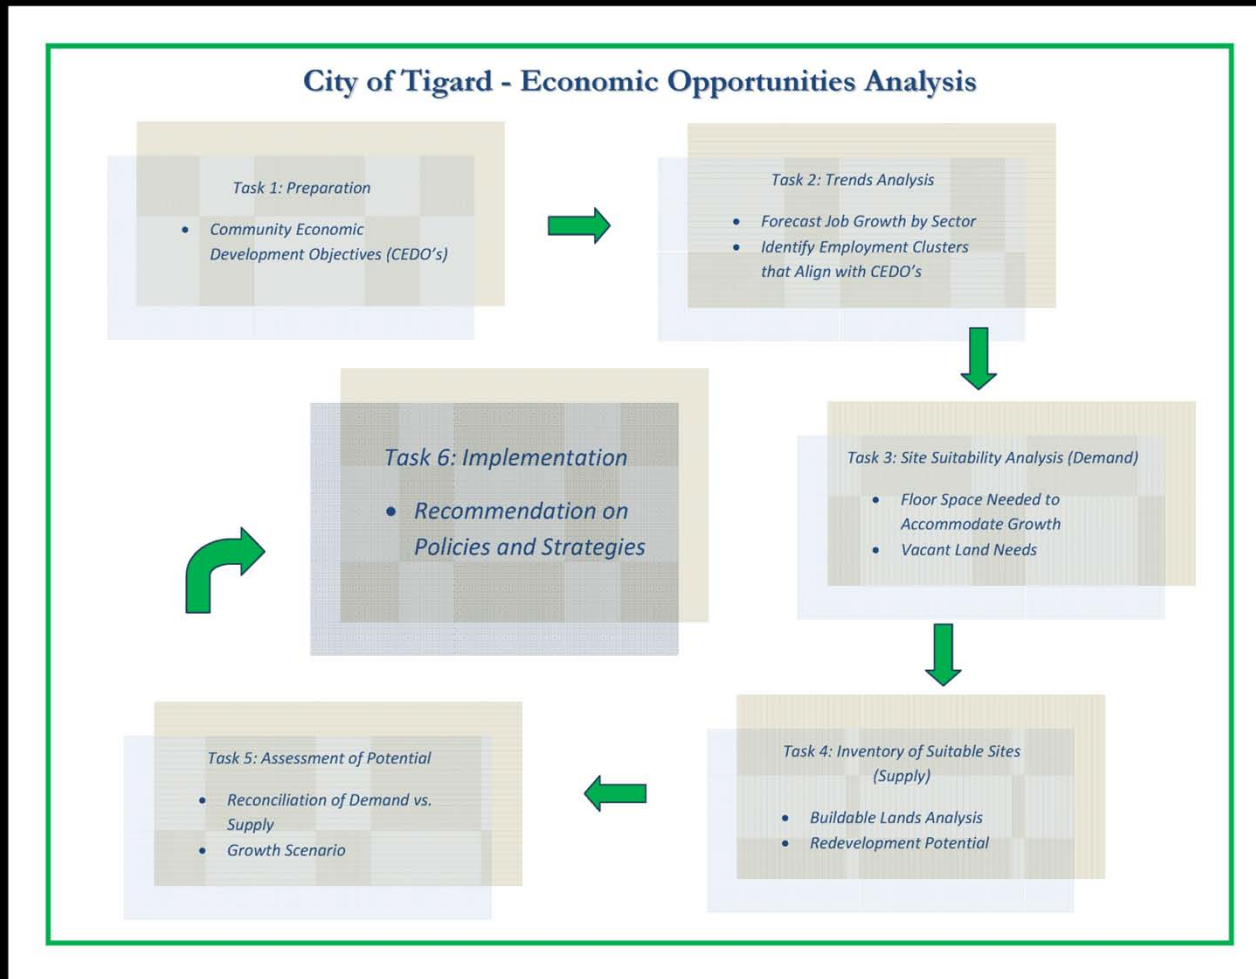 City of Tigard - Economic Opportunities Analysis
Task 1: Preparation
• Community Economic
Development Objectives (CEDO's)
Task 2: Trends Analysis
• Forecast Job Growth by Sector
• Identify Employment Clusters
that Align with CEDO's
Task 3: Site Suitability Analysis (Demand)
• Floor Space Needed to
Accommodate Growth
• Vacant Land Needs
Task 4: Inventory of Suitable Sites
(Supply)
• Buildable Lands Analysis
• Redevelopment Potential
Task 5: Assessment of Potential
• Reconciliation of Demand vs.
Supply
• Growth Scenario
Task 6: Implementation
• Recommendation on
Policies and Strategies